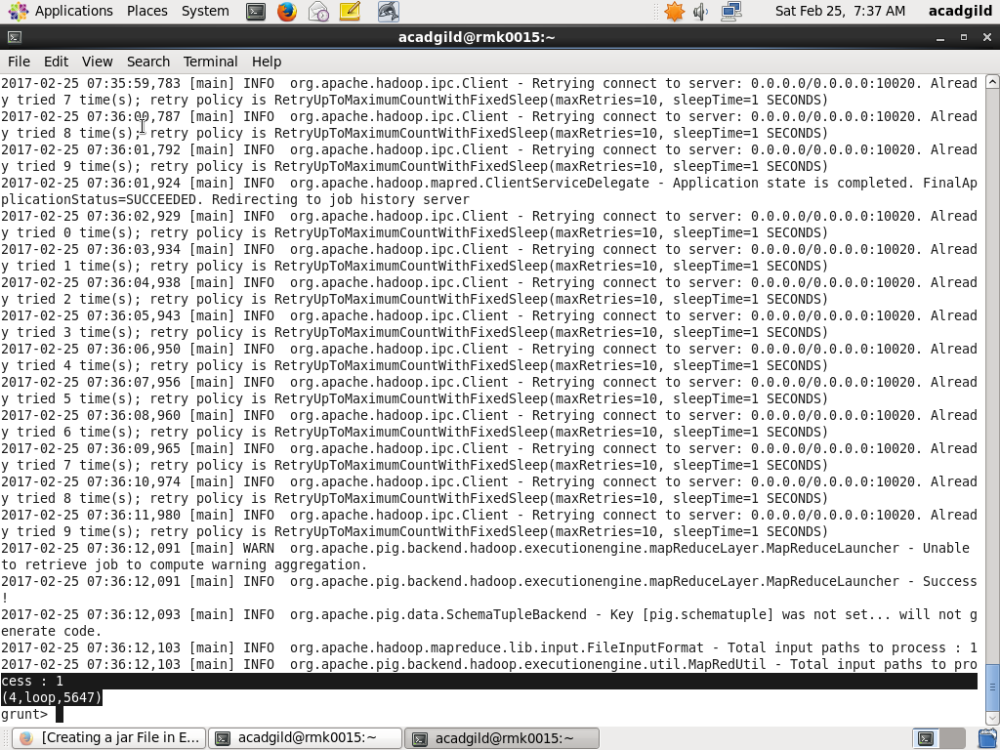 Applications Places System Sat Feb 25, 7:37 AM acadgild
acadgild@rmk0015:~
File Edit View Search Terminal Help
2017-02-25 07:35:59,783 [main] INFO  org.apache.hadoop.ipc.Client - Retrying connect to server: 0.0.0.0/0.0.0.0:10020. Alread
y tried 7 time(s); retry policy is RetryUpToMaximumCountWithFixedSleep(maxRetries=10, sleepTime=1 SECONDS)
2017-02-25 07:36:00,787 [main] INFO  org.apache.hadoop.ipc.Client - Retrying connect to server: 0.0.0.0/0.0.0.0:10020. Alread
y tried 8 time(s); retry policy is RetryUpToMaximumCountWithFixedSleep(maxRetries=10, sleepTime=1 SECONDS)
2017-02-25 07:36:01,792 [main] INFO  org.apache.hadoop.ipc.Client - Retrying connect to server: 0.0.0.0/0.0.0.0:10020. Alread
y tried 9 time(s); retry policy is RetryUpToMaximumCountWithFixedSleep(maxRetries=10, sleepTime=1 SECONDS)
2017-02-25 07:36:01,924 [main] INFO  org.apache.hadoop.mapred.ClientServiceDelegate - Application state is completed. FinalAp
plicationStatus=SUCCEEDED. Redirecting to job history server
2017-02-25 07:36:02,929 [main] INFO  org.apache.hadoop.ipc.Client - Retrying connect to server: 0.0.0.0/0.0.0.0:10020. Alread
y tried 0 time(s); retry policy is RetryUpToMaximumCountWithFixedSleep(maxRetries=10, sleepTime=1 SECONDS)
2017-02-25 07:36:03,934 [main] INFO  org.apache.hadoop.ipc.Client - Retrying connect to server: 0.0.0.0/0.0.0.0:10020. Alread
y tried 1 time(s); retry policy is RetryUpToMaximumCountWithFixedSleep(maxRetries=10, sleepTime=1 SECONDS)
2017-02-25 07:36:04,938 [main] INFO  org.apache.hadoop.ipc.Client - Retrying connect to server: 0.0.0.0/0.0.0.0:10020. Alread
y tried 2 time(s); retry policy is RetryUpToMaximumCountWithFixedSleep(maxRetries=10, sleepTime=1 SECONDS)
2017-02-25 07:36:05,943 [main] INFO  org.apache.hadoop.ipc.Client - Retrying connect to server: 0.0.0.0/0.0.0.0:10020. Alread
y tried 3 time(s); retry policy is RetryUpToMaximumCountWithFixedSleep(maxRetries=10, sleepTime=1 SECONDS)
2017-02-25 07:36:06,950 [main] INFO  org.apache.hadoop.ipc.Client - Retrying connect to server: 0.0.0.0/0.0.0.0:10020. Alread
y tried 4 time(s); retry policy is RetryUpToMaximumCountWithFixedSleep(maxRetries=10, sleepTime=1 SECONDS)
2017-02-25 07:36:07,956 [main] INFO  org.apache.hadoop.ipc.Client - Retrying connect to server: 0.0.0.0/0.0.0.0:10020. Alread
y tried 5 time(s); retry policy is RetryUpToMaximumCountWithFixedSleep(maxRetries=10, sleepTime=1 SECONDS)
2017-02-25 07:36:08,960 [main] INFO  org.apache.hadoop.ipc.Client - Retrying connect to server: 0.0.0.0/0.0.0.0:10020. Alread
y tried 6 time(s); retry policy is RetryUpToMaximumCountWithFixedSleep(maxRetries=10, sleepTime=1 SECONDS)
2017-02-25 07:36:09,965 [main] INFO  org.apache.hadoop.ipc.Client - Retrying connect to server: 0.0.0.0/0.0.0.0:10020. Alread
y tried 7 time(s); retry policy is RetryUpToMaximumCountWithFixedSleep(maxRetries=10, sleepTime=1 SECONDS)
2017-02-25 07:36:10,974 [main] INFO  org.apache.hadoop.ipc.Client - Retrying connect to server: 0.0.0.0/0.0.0.0:10020. Alread
y tried 8 time(s); retry policy is RetryUpToMaximumCountWithFixedSleep(maxRetries=10, sleepTime=1 SECONDS)
2017-02-25 07:36:11,980 [main] INFO  org.apache.hadoop.ipc.Client - Retrying connect to server: 0.0.0.0/0.0.0.0:10020. Alread
y tried 9 time(s); retry policy is RetryUpToMaximumCountWithFixedSleep(maxRetries=10, sleepTime=1 SECONDS)
2017-02-25 07:36:12,091 [main] WARN  org.apache.pig.backend.hadoop.executionengine.mapReduceLayer.MapReduceLauncher - Unable
to retrieve job to compute warning aggregation.
2017-02-25 07:36:12,091 [main] INFO  org.apache.pig.backend.hadoop.executionengine.mapReduceLayer.MapReduceLauncher - Success
!
2017-02-25 07:36:12,093 [main] INFO  org.apache.pig.data.SchemaTupleBackend - Key [pig.schematuple] was not set... will not g
enerate code.
2017-02-25 07:36:12,103 [main] INFO  org.apache.hadoop.mapreduce.lib.input.FileInputFormat - Total input paths to process : 1
2017-02-25 07:36:12,103 [main] INFO  org.apache.pig.backend.hadoop.executionengine.util.MapRedUtil - Total input paths to pro
cess : 1
(4,loop,5647)
grunt>
[Creating a jar File in E... acadgild@rmk0015:~ acadgild@rmk0015:~